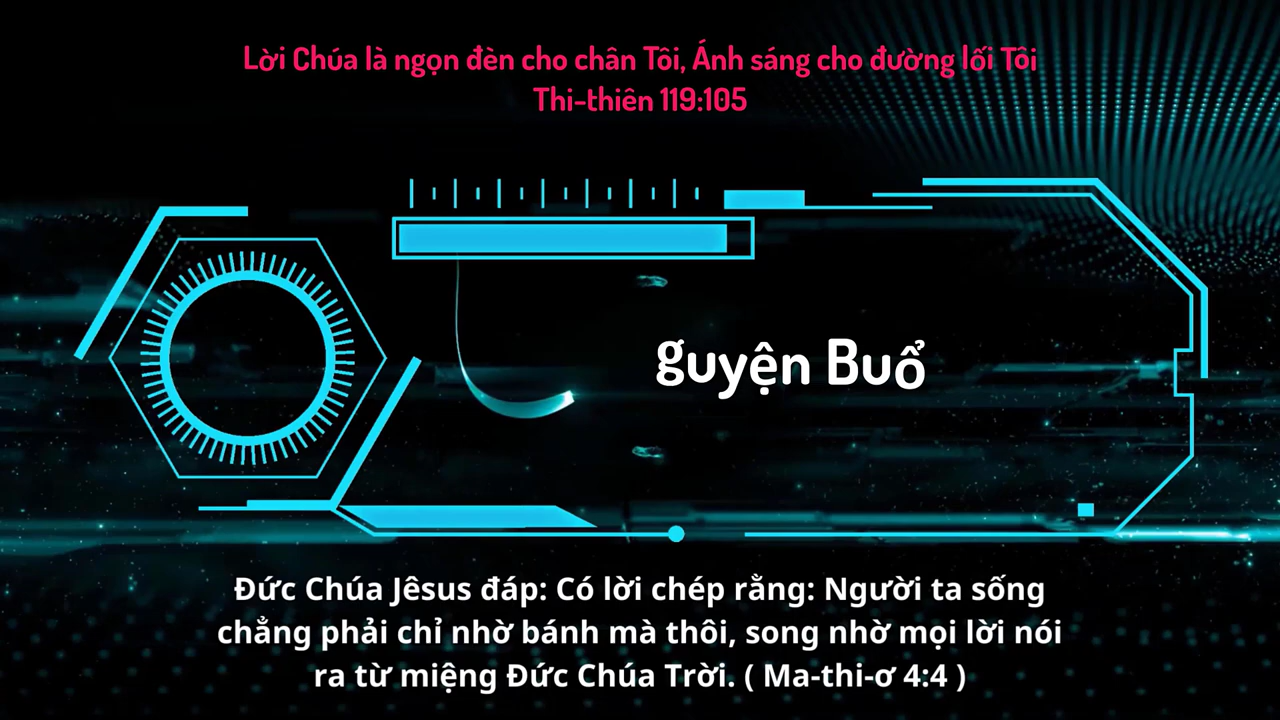 Lời Chúa là ngọn đèn cho chân Tôi, Ánh sáng cho đường lối Tôi
Thi-thiên 119:105
guyện Buổ
Đức Chúa Jêsus đáp: Có lời chép rằng: Người ta sống
chẳng phải chỉ nhờ bánh mà thôi, song nhờ mọi lời nói
ra từ miệng Đức Chúa Trời. ( Ma-thi-ơ 4:4 )